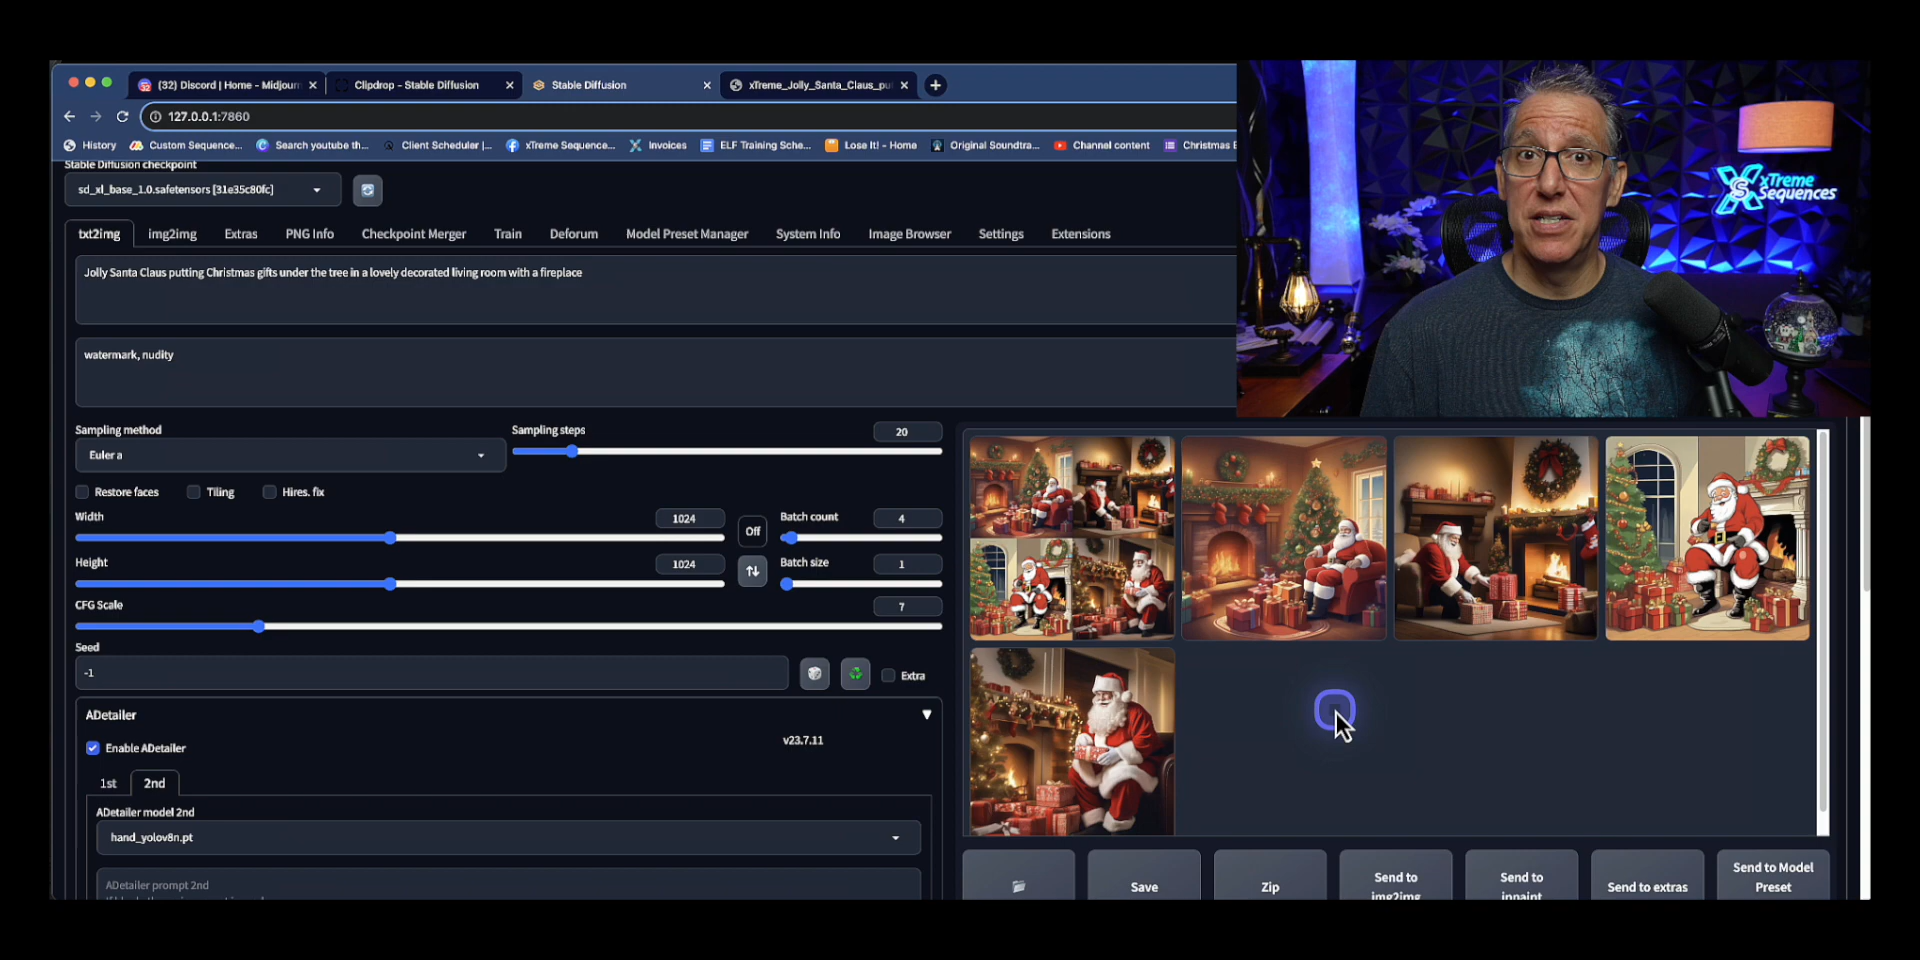 (32) Discord | Home - Midjourn
Clipdrop - Stable Diffusion
Stable Diffusion
xTreme_Jolly_Santa_Claus_pu
127.0.0.1:7860
History
Custom Sequence...
Search youtube th...
Client Scheduler |...
xTreme Sequence...
Invoices
ELF Training Sche...
Lose It! - Home
Original Soundtra...
Channel content
Christmas E
xTreme
Sequences
Stable Diffusion checkpoint
sd_xl_base_1.0.safetensors [31e35c80fc]
txt2img
img2img
Extras
PNG Info
Checkpoint Merger
Train
Deforum
Model Preset Manager
System Info
Image Browser
Settings
Extensions
Jolly Santa Claus putting Christmas gifts under the tree in a lovely decorated living room with a fireplace
watermark, nudity
Sampling method
Euler a
Sampling steps
20
Restore faces
Tiling
Hires. fix
Width
1024
Off
Batch count
4
Height
1024
Batch size
1
CFG Scale
7
Seed
-1
Extra
ADetailer
Enable ADetailer
v23.7.11
1st
2nd
ADetailer model 2nd
hand_yolov8n.pt
ADetailer prompt 2nd
Save
Zip
Send to
img2img
Send to
inpaint
Send to extras
Send to Model
Preset